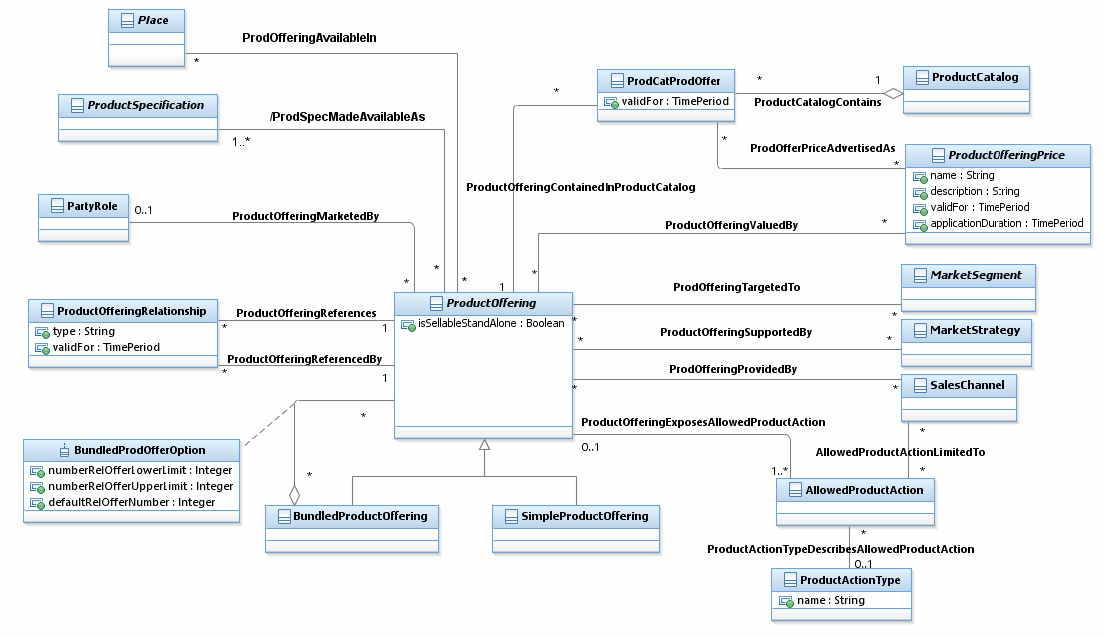 Place
ProdOfferingAvailableIn
*
ProductSpecification
/ProdSpecMadeAvailableAs
1..*
PartyRole
0..1
ProductOfferingMarketedBy
*
*
*
1
*
ProdCatProdOffer
validFor : TimePeriod
*
*
1
ProductCatalog
ProductCatalogContains
*
ProdOfferPriceAdvertisedAs
*
ProductOfferingPrice
name : String
description : String
validFor : TimePeriod
applicationDuration : TimePeriod
ProductOfferingContainedInProductCatalog
ProductOfferingValuedBy
*
ProductOfferingRelationship
type : String
validFor : TimePeriod
ProductOfferingReferences
*
1
ProductOfferingReferencedBy
*
1
ProductOffering
isSellableStandAlone : Boolean
ProdOfferingTargetedTo
*
*
MarketSegment
ProductOfferingSupportedBy
*
*
MarketStrategy
ProdOfferingProvidedBy
*
*
SalesChannel
*
*
BundledProdOfferOption
numberRelOfferLowerLimit : Integer
numberRelOfferUpperLimit : Integer
defaultRelOfferNumber : Integer
BundledProductOffering
SimpleProductOffering
ProductOfferingExposesAllowedProductAction
0..1
1..*
*
AllowedProductActionLimitedTo
*
AllowedProductAction
*
ProductActionTypeDescribesAllowedProductAction
0..1
ProductActionType
name : String